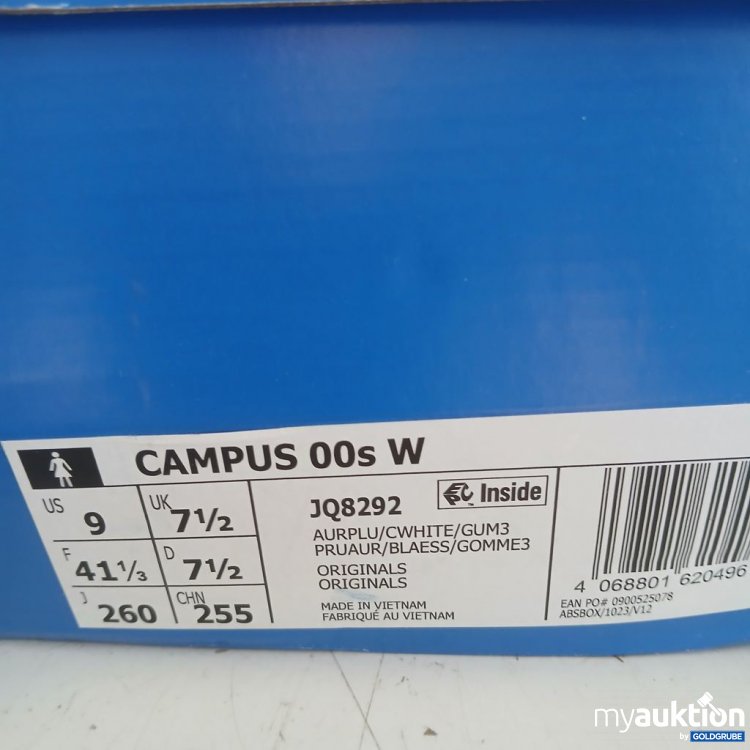 CAMPUS 00s W
US 9 UK 7½
F 41⅓ D 7½
J 260 CHN 255
JQ8292
Inside
AURPLU/CWHITE/GUM3
PRUAUR/BLAESS/GOMME3
ORIGINALS
ORIGINALS
MADE IN VIETNAM
FABRIQUÉ AU VIETNAM
4 068801 620496
EAN PO# 0900525078
ABSBOX/1023/V12
myauktion
by GOLDGRUBE